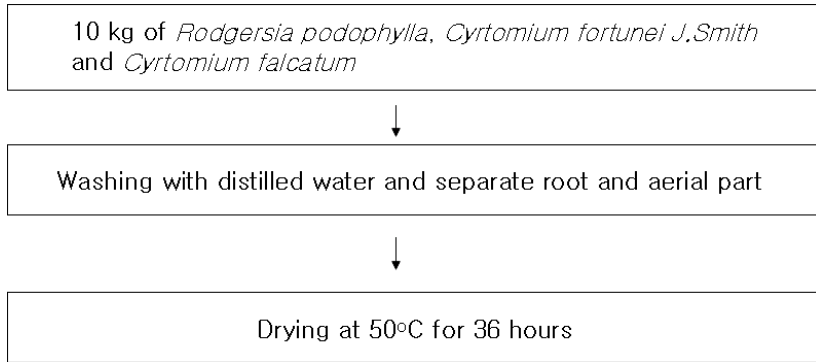 10 kg of Rodgersia podophylla, Cyrtomium fortunei J.Smith
and Cyrtomium falcatum
Washing with distilled water and separate root and aerial part
Drying at 50°C for 36 hours